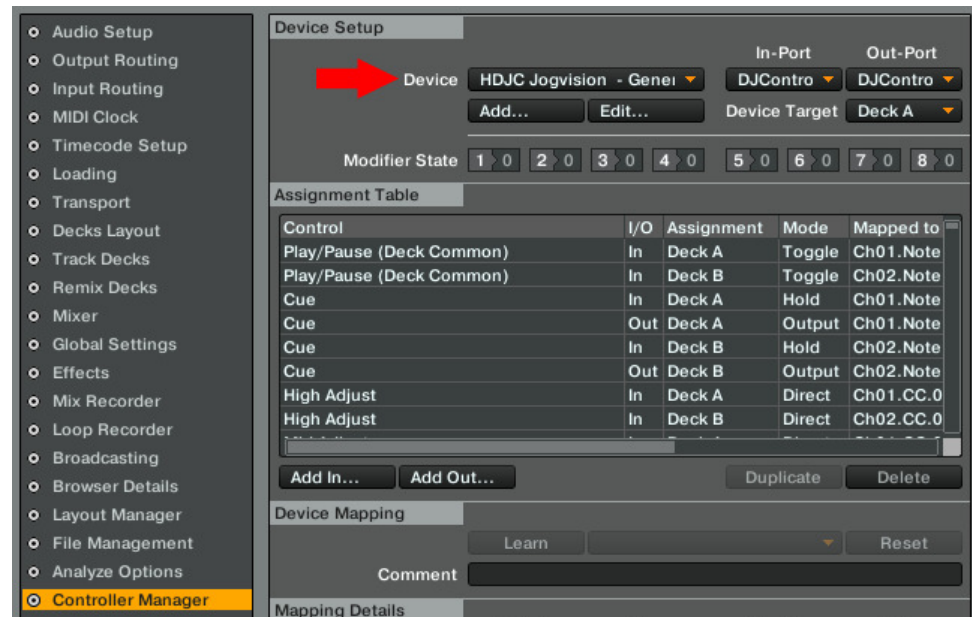 Audio Setup
Output Routing
Input Routing
MIDI Clock
Timecode Setup
Loading
Transport
Decks Layout
Track Decks
Remix Decks
Mixer
Global Settings
Effects
Mix Recorder
Loop Recorder
Broadcasting
Browser Details
Layout Manager
File Management
Analyze Options
Controller Manager
Device Setup
In-Port Out-Port
Device HDJC Jogvision - Gener DJContro DJContro
Add... Edit... Device Target Deck A
Modifier State 1 0 2 0 3 0 4 0 5 0 6 0 7 0 8 0
Assignment Table
Control I/O Assignment Mode Mapped to
Play/Pause (Deck Common) In Deck A Toggle Ch01.Note
Play/Pause (Deck Common) In Deck B Toggle Ch02.Note
Cue In Deck A Hold Ch01.Note
Cue Out Deck A Output Ch01.Note
Cue In Deck B Hold Ch02.Note
Cue Out Deck B Output Ch02.Note
High Adjust In Deck A Direct Ch01.CC.0
High Adjust In Deck B Direct Ch02.CC.0
Add In... Add Out... Duplicate Delete
Device Mapping
Learn Reset
Comment
Mapping Details